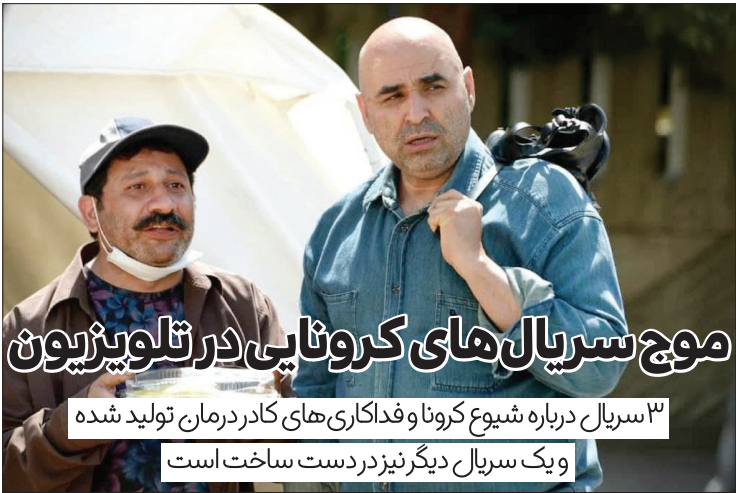 موج سریال‌های کرونایی در تلویزیون
۳ سریال درباره شیوع کرونا و فداکاری‌های کادر درمان تولید شده
و یک سریال دیگر نیز در دست ساخت است